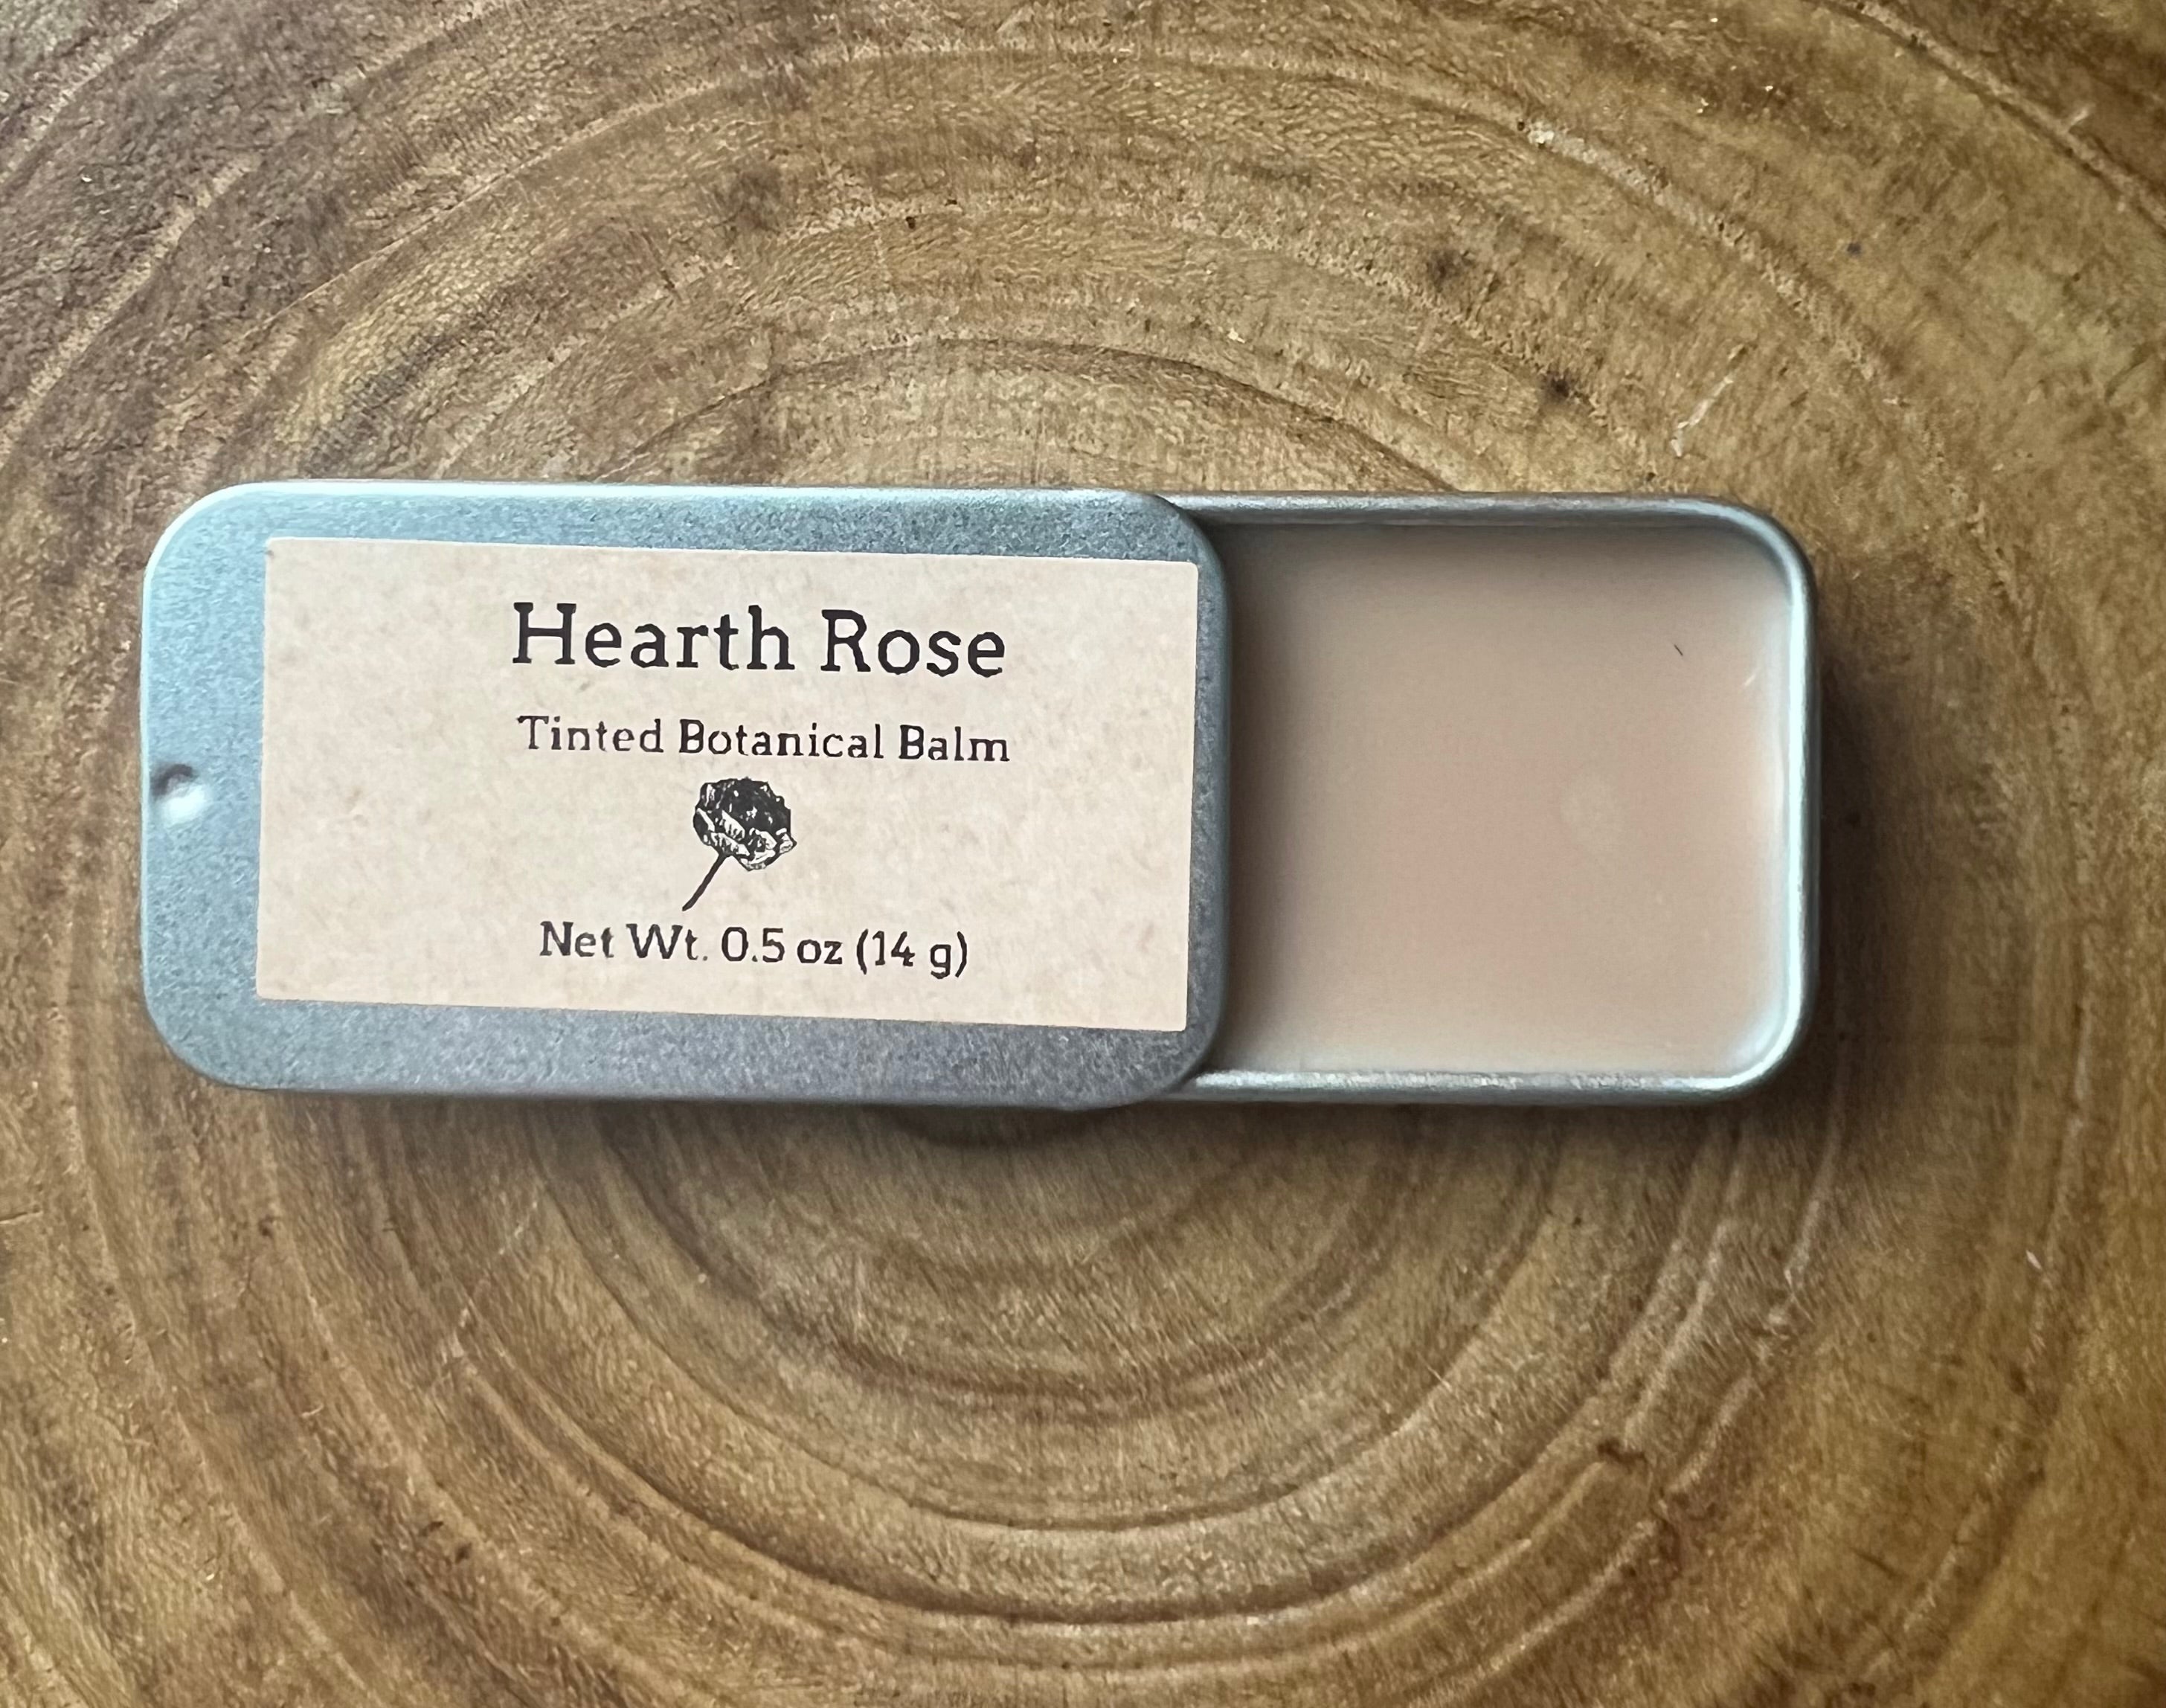 Hearth Rose
Tinted Botanical Balm
Net Wt. 0.5 oz (14 g)